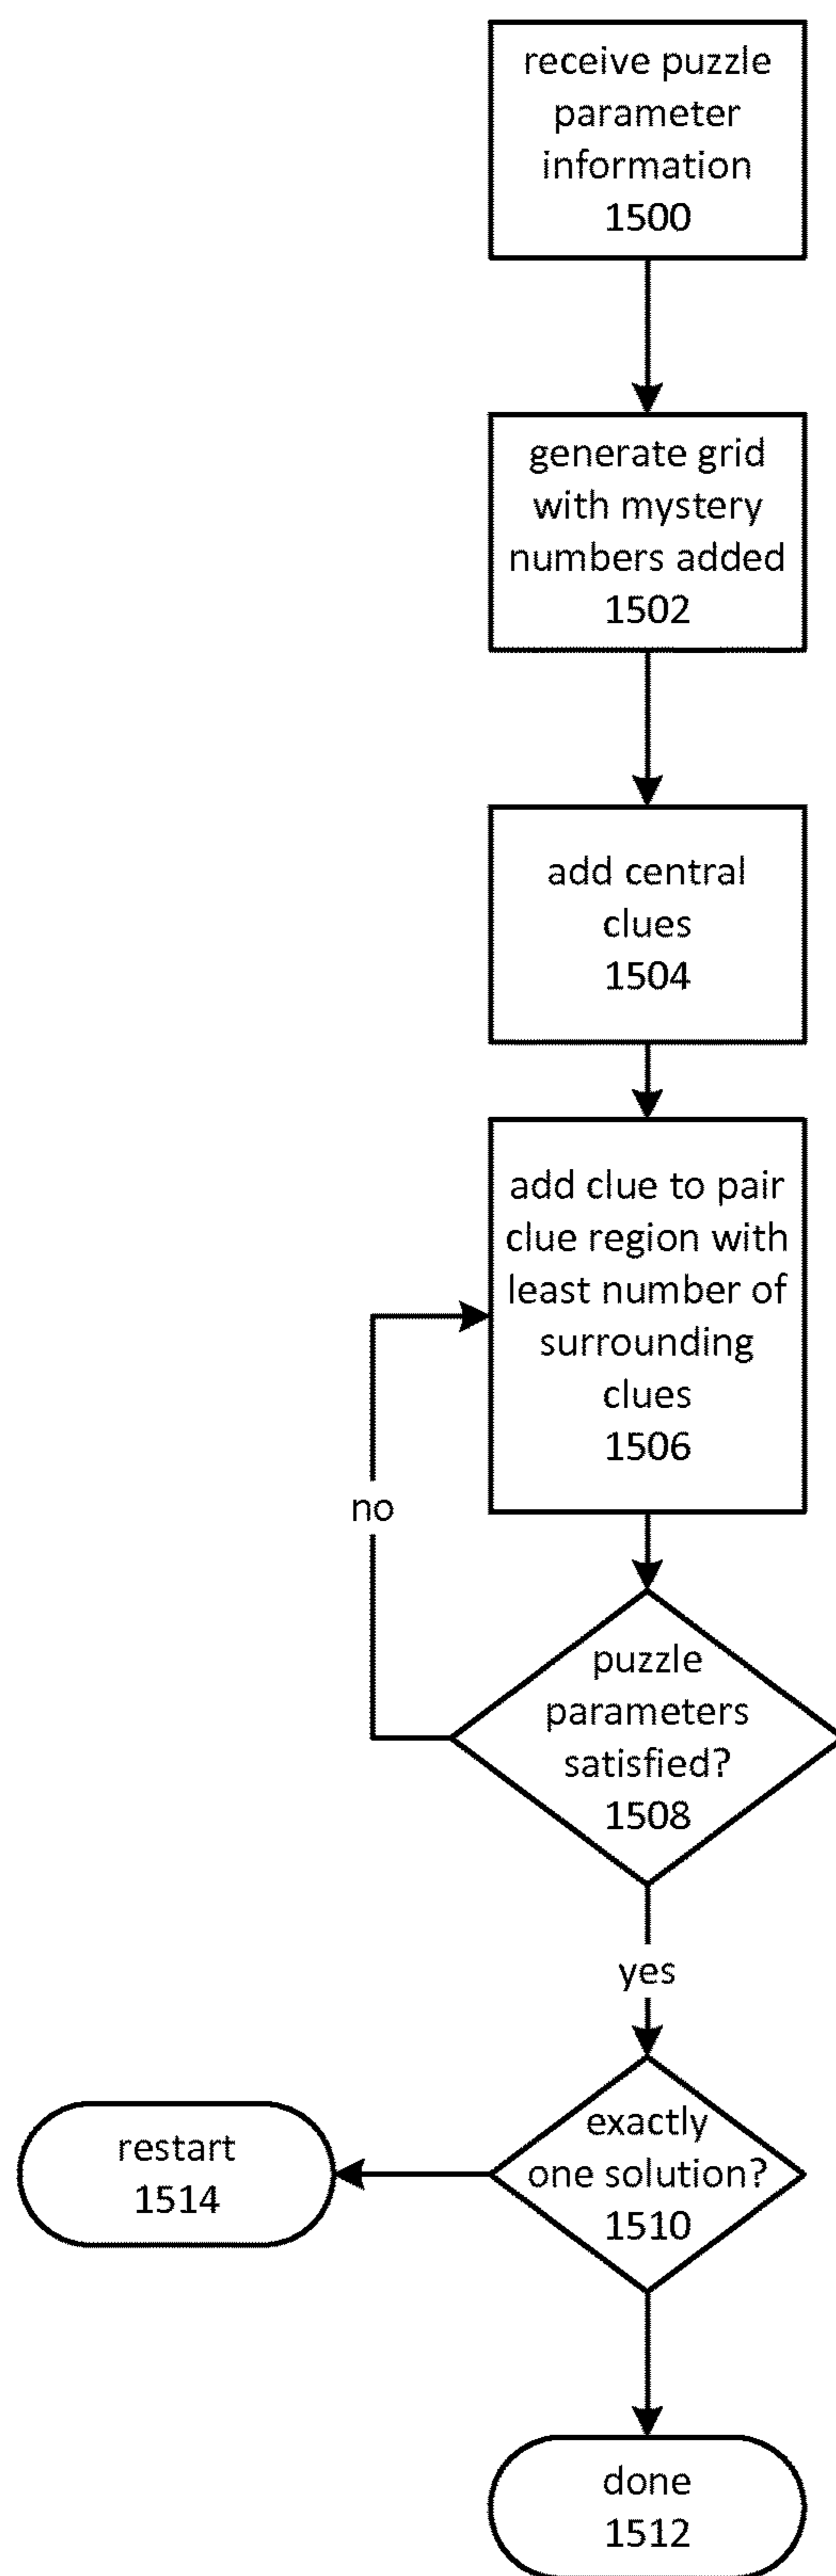 receive puzzle
parameter
information
1500
generate grid
with mystery
numbers added
1502
add central
clues
1504
add clue to pair
clue region with
least number of
surrounding
clues
1506
no
puzzle
parameters
satisfied?
1508
yes
exactly
one solution?
1510
restart
1514
done
1512